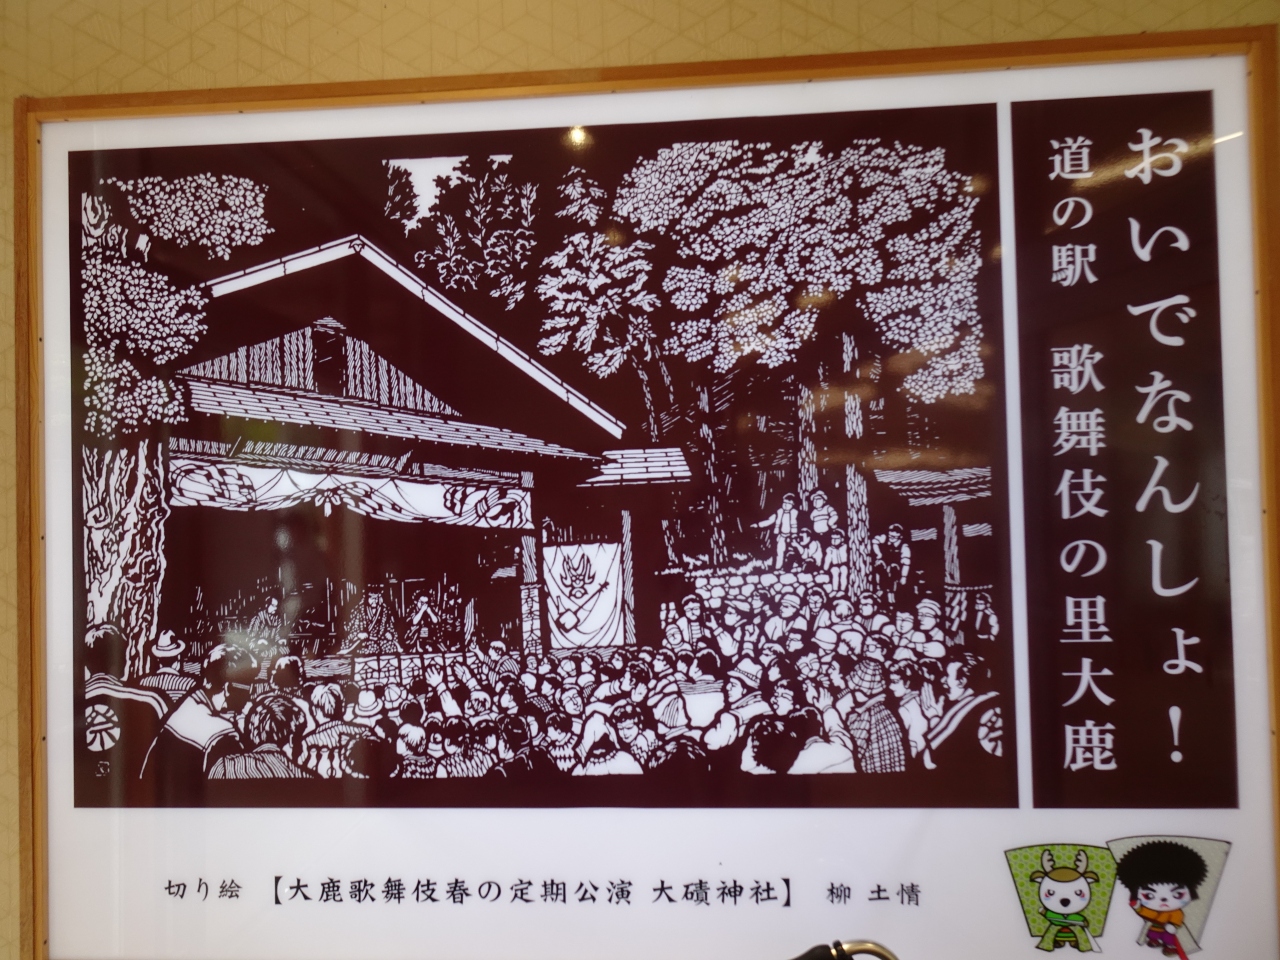 おいでなんしょ！
道の駅 歌舞伎の里大鹿
切り絵 【大鹿歌舞伎春の定期公演 大磧神社】 柳 土情